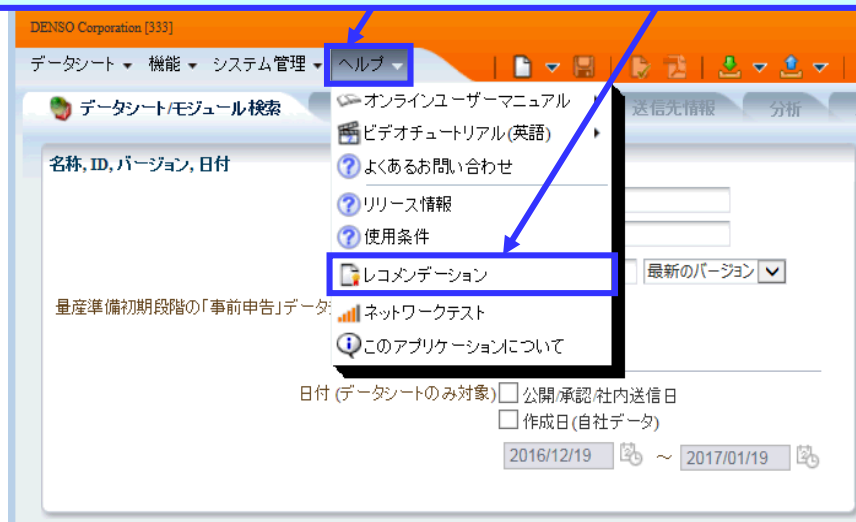 DENSO Corporation [333]
データシート 機能 システム管理 ヘルプ
データシート/モジュール検索 送信先情報 分析
オンラインユーザーマニュアル
ビデオチュートリアル(英語)
名称, ID, バージョン, 日付
よくあるお問い合わせ
リリース情報
使用条件
レコメンデーション 最新のバージョン
量産準備初期段階の「事前申告」データ
ネットワークテスト
このアプリケーションについて
日付 (データシートのみ対象) 公開/承認/社内送信日
作成日(自社データ)
2016/12/19 ～ 2017/01/19